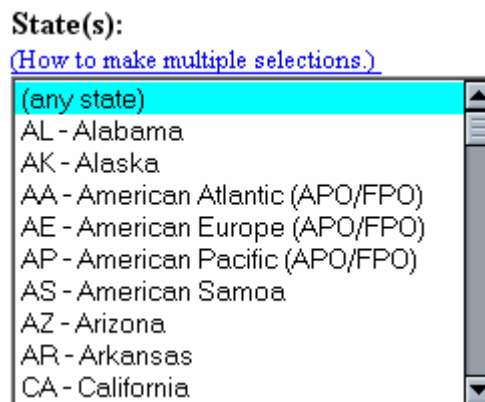 State(s):
(How to make multiple selections.)
(any state)
AL - Alabama
AK - Alaska
AA - American Atlantic (APO/FPO)
AE - American Europe (APO/FPO)
AP - American Pacific (APO/FPO)
AS - American Samoa
AZ - Arizona
AR - Arkansas
CA - California